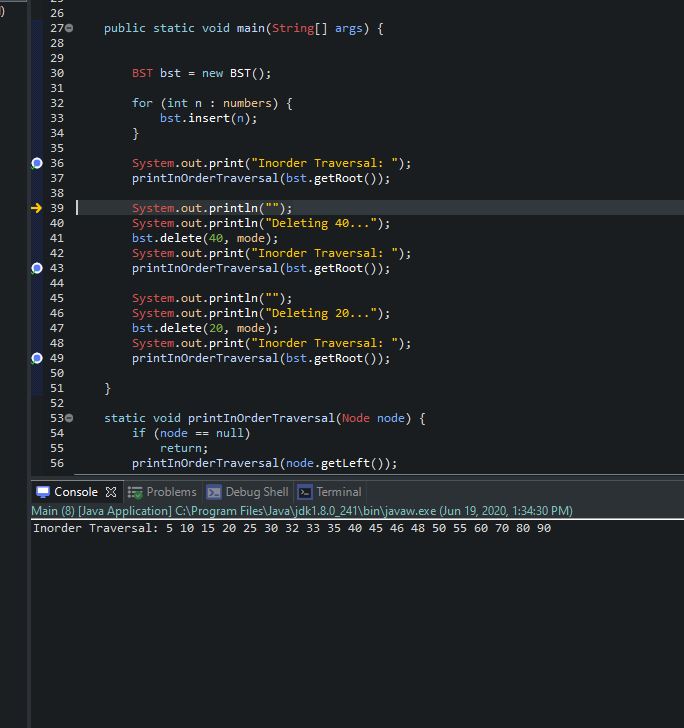 )
25
26
27 public static void main(String[] args) {
28
29
30 BST bst = new BST();
31
32 for (int n : numbers) {
33 bst.insert(n);
34 }
35
36 System.out.print("Inorder Traversal: ");
37 printInOrderTraversal(bst.getRoot());
38
39 System.out.println("");
40 System.out.println("Deleting 40...");
41 bst.delete(40, mode);
42 System.out.print("Inorder Traversal: ");
43 printInOrderTraversal(bst.getRoot());
44
45 System.out.println("");
46 System.out.println("Deleting 20...");
47 bst.delete(20, mode);
48 System.out.print("Inorder Traversal: ");
49 printInOrderTraversal(bst.getRoot());
50
51 }
52
53 static void printInOrderTraversal(Node node) {
54 if (node == null)
55 return;
56 printInOrderTraversal(node.getLeft());
Console Problems Debug Shell Terminal
Main (8) [Java Application] C:\Program Files\Java\jdk1.8.0_241\bin\javaw.exe (Jun 19, 2020, 1:34:30 PM)
Inorder Traversal: 5 10 15 20 25 30 32 33 35 40 45 46 48 50 55 60 70 80 90